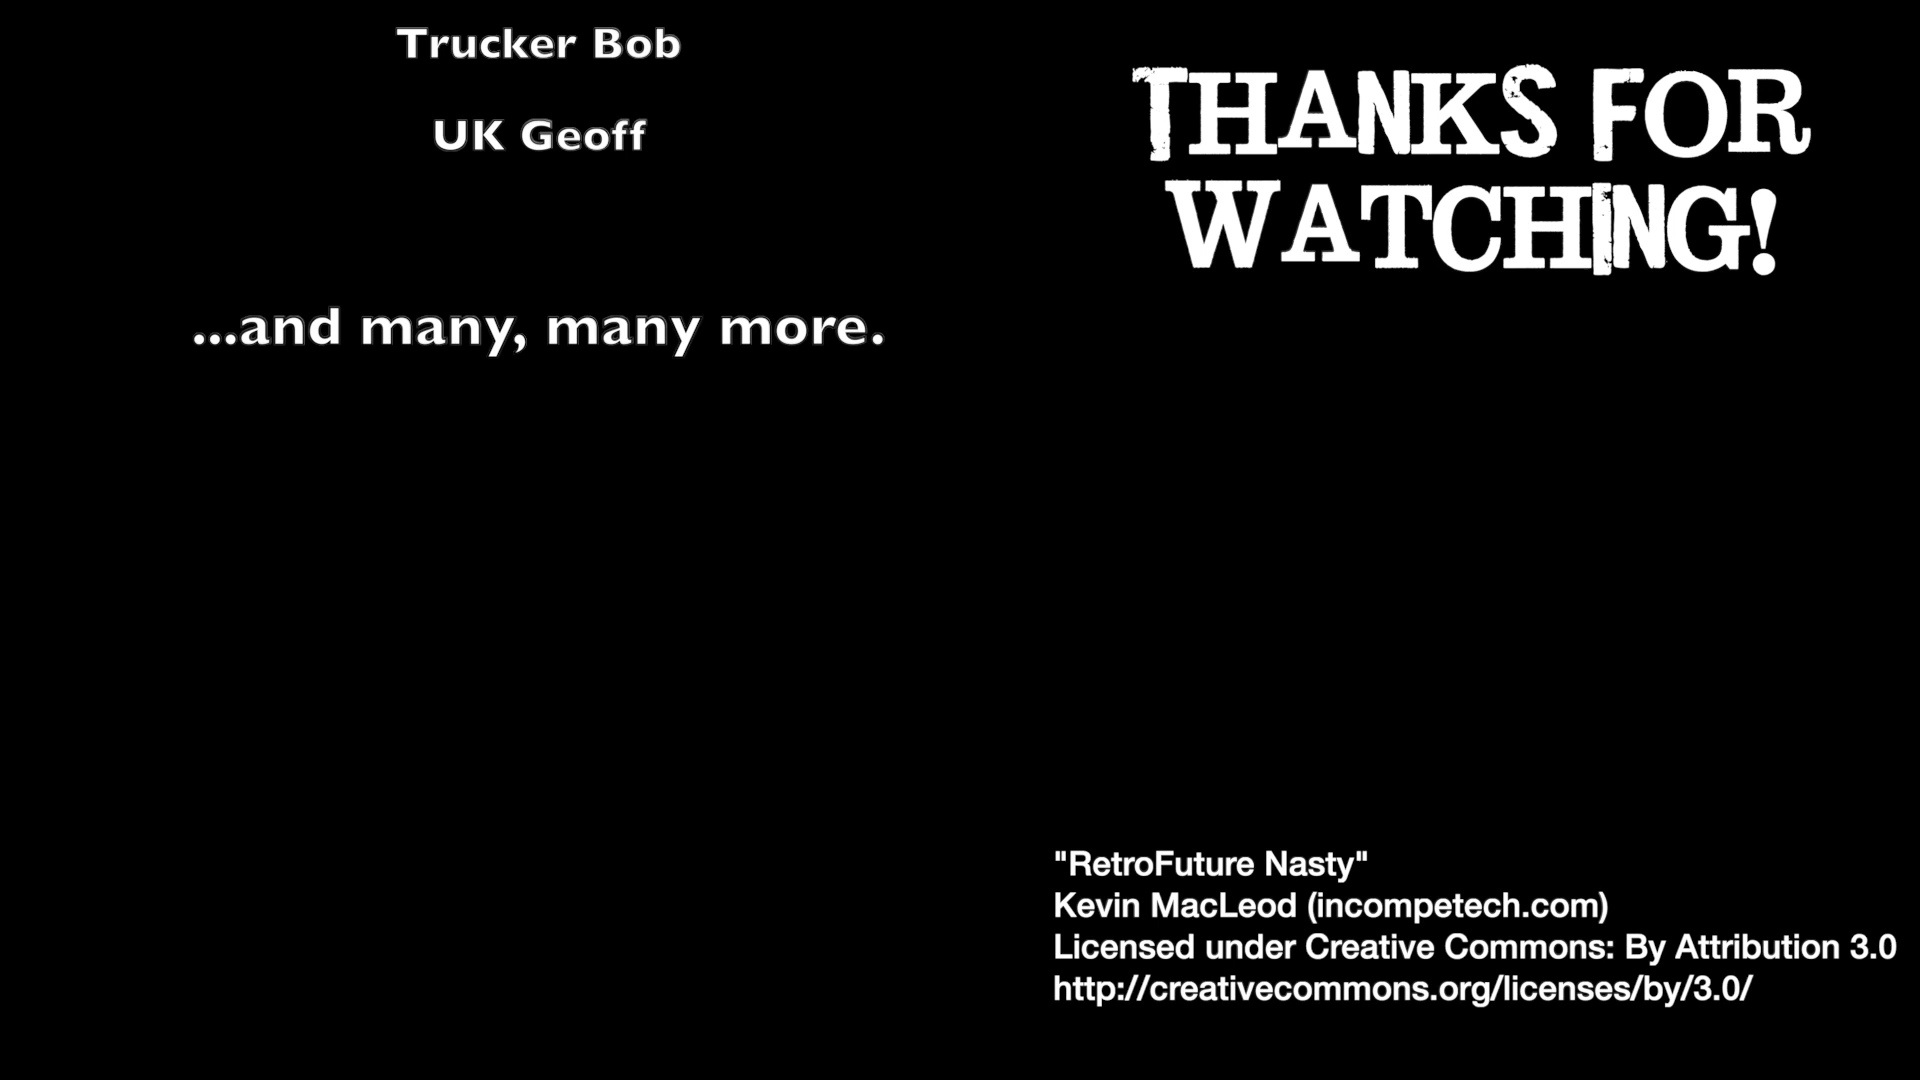 Trucker Bob
UK Geoff
...and many, many more.
THANKS FOR
WATCHING!
"RetroFuture Nasty"
Kevin MacLeod (incompetech.com)
Licensed under Creative Commons: By Attribution 3.0
http://creativecommons.org/licenses/by/3.0/